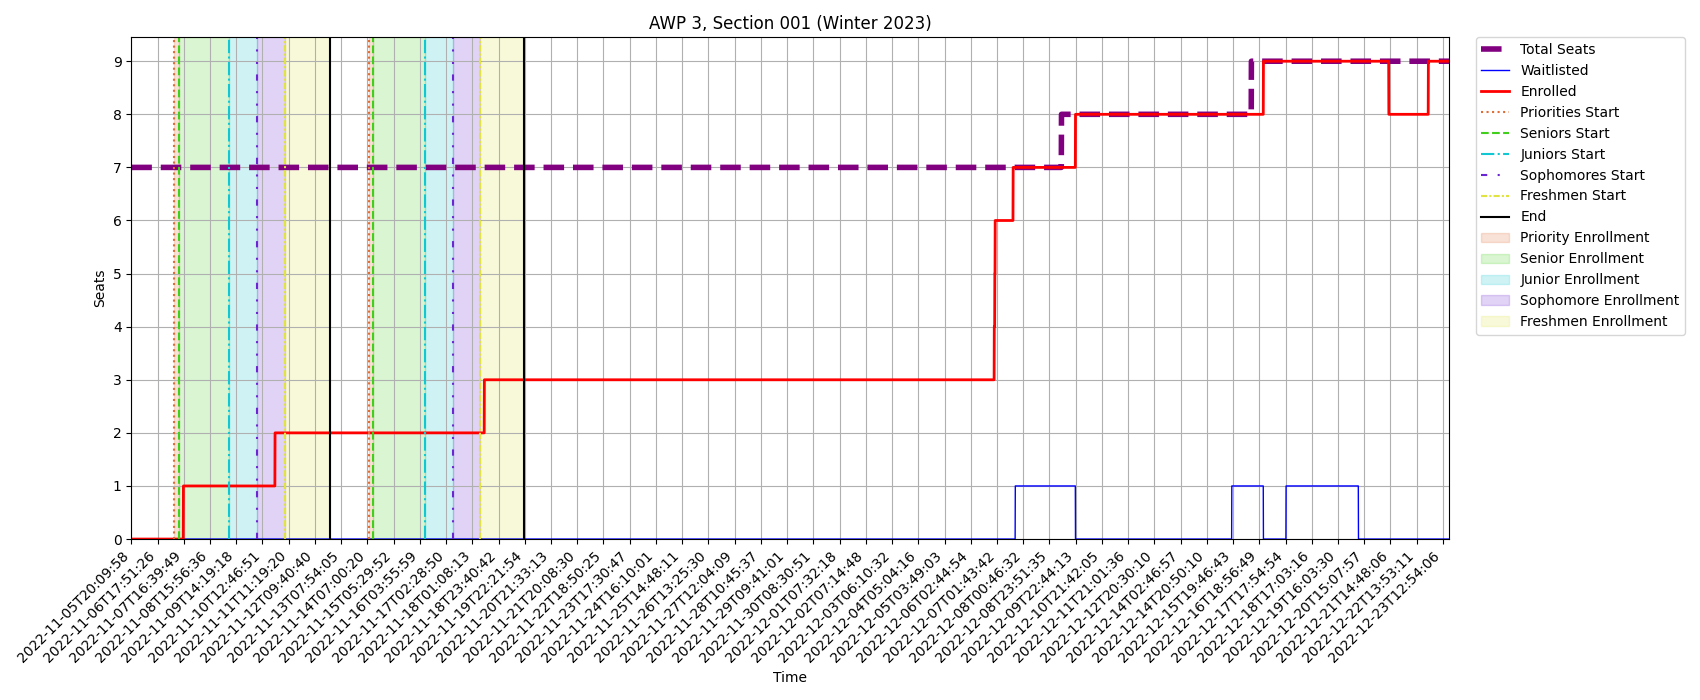 AWP 3, Section 001 (Winter 2023)
9
8
7
6
5
4
3
2
1
0
Seats
2022-11-05T20:09:58
2022-11-06T17:51:26
2022-11-07T16:39:49
2022-11-08T15:56:36
2022-11-09T14:19:18
2022-11-10T12:46:51
2022-11-11T11:19:20
2022-11-12T09:40:40
2022-11-13T07:54:05
2022-11-14T07:00:20
2022-11-15T05:29:52
2022-11-16T03:55:59
2022-11-17T02:28:50
2022-11-18T01:08:13
2022-11-18T23:40:42
2022-11-19T22:21:54
2022-11-20T21:33:13
2022-11-21T20:08:30
2022-11-22T18:50:25
2022-11-23T17:30:47
2022-11-24T16:10:01
2022-11-25T14:48:11
2022-11-26T13:25:30
2022-11-27T12:04:09
2022-11-28T10:45:37
2022-11-29T09:41:01
2022-11-30T08:30:51
2022-12-01T07:32:18
2022-12-02T07:14:48
2022-12-03T06:10:32
2022-12-04T05:04:16
2022-12-05T03:49:03
2022-12-06T02:44:54
2022-12-07T01:43:42
2022-12-08T00:46:32
2022-12-08T23:51:35
2022-12-09T22:44:13
2022-12-10T21:42:05
2022-12-11T21:01:36
2022-12-12T20:30:10
2022-12-14T02:46:57
2022-12-14T20:50:10
2022-12-15T19:46:43
2022-12-16T18:56:49
2022-12-17T17:54:54
2022-12-18T17:03:16
2022-12-19T16:03:30
2022-12-20T15:07:57
2022-12-21T14:48:06
2022-12-22T13:53:11
2022-12-23T12:54:06
Time
Total Seats
Waitlisted
Enrolled
Priorities Start
Seniors Start
Juniors Start
Sophomores Start
Freshmen Start
End
Priority Enrollment
Senior Enrollment
Junior Enrollment
Sophomore Enrollment
Freshmen Enrollment